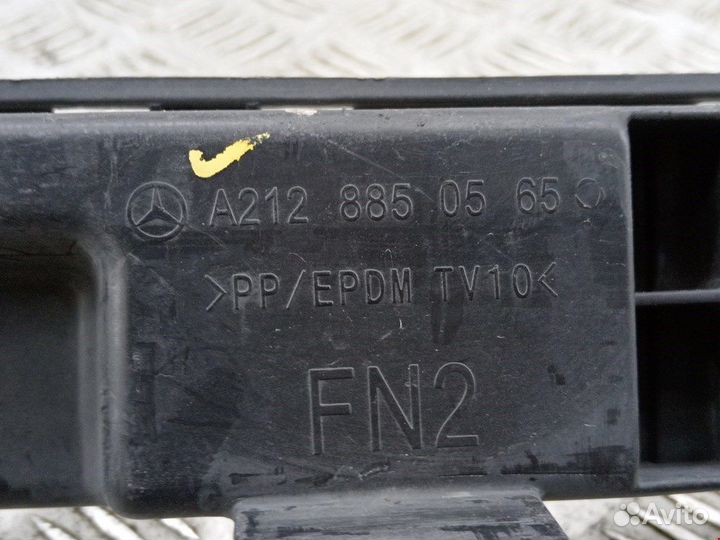 A212 885 05 65
>PP/EPDM TV10<
FN2
Avito